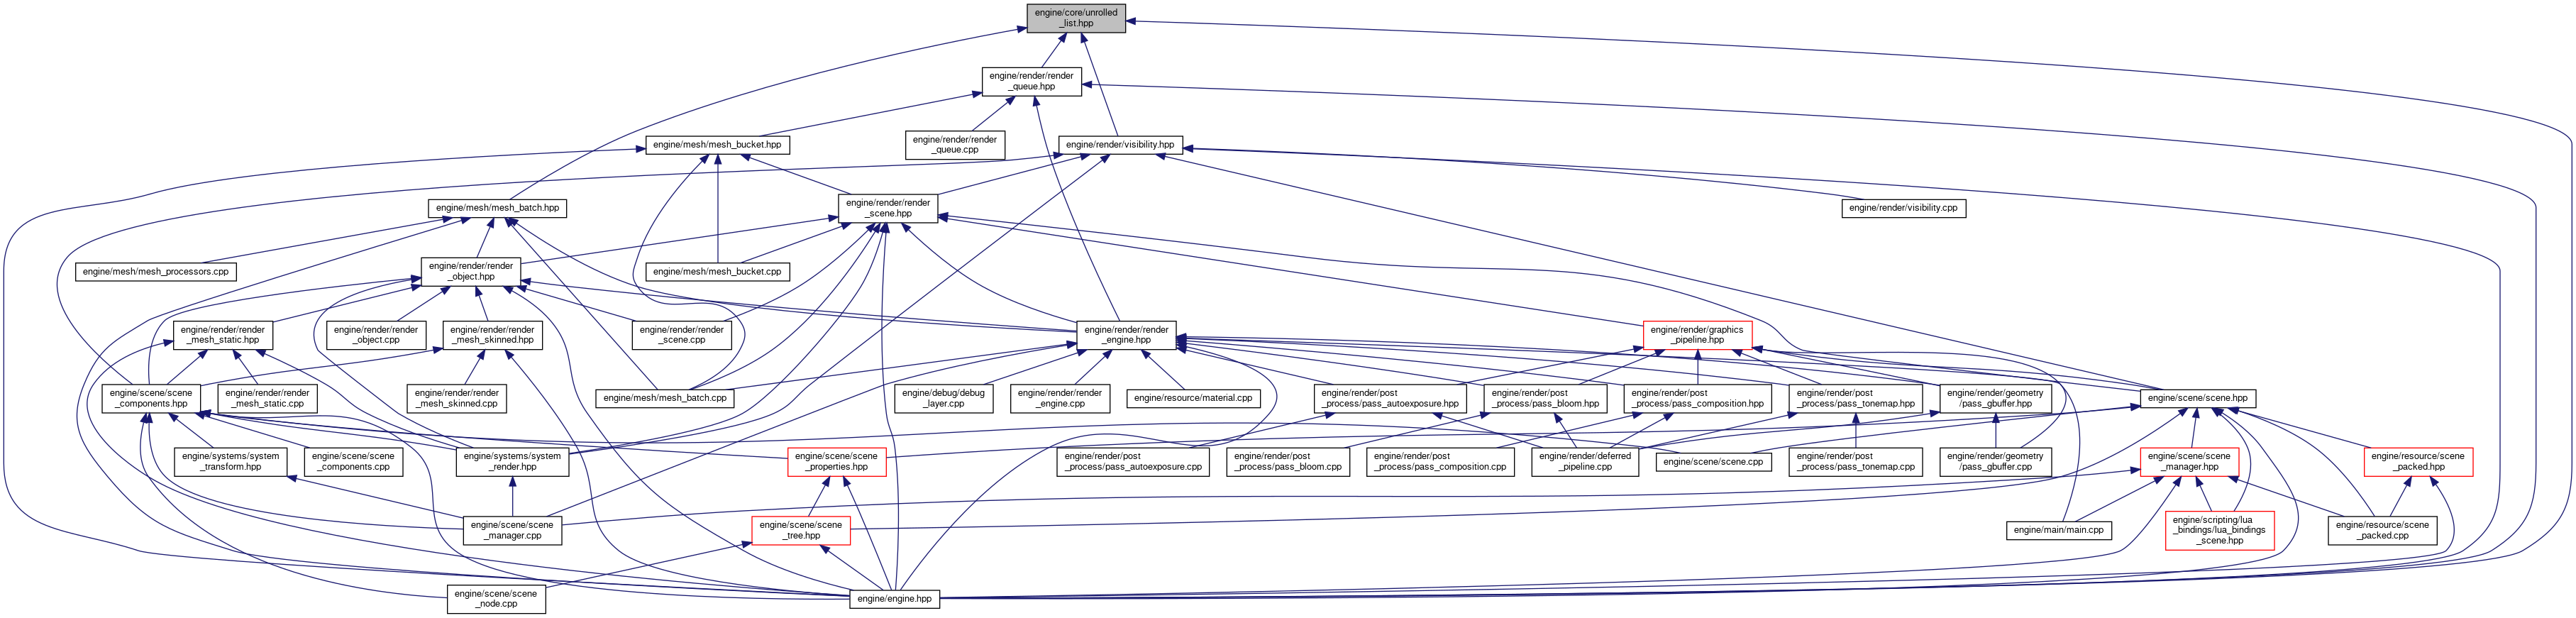 engine/core/unrolled
_list.hpp
engine/render/render
_queue.hpp
engine/mesh/mesh_bucket.hpp
engine/render/render
_queue.cpp
engine/render/visibility.hpp
engine/mesh/mesh_batch.hpp
engine/render/render
_scene.hpp
engine/render/visibility.cpp
engine/mesh/mesh_processors.cpp
engine/render/render
_object.hpp
engine/mesh/mesh_bucket.cpp
engine/render/render
_mesh_static.hpp
engine/render/render
_object.cpp
engine/render/render
_mesh_skinned.hpp
engine/render/render
_scene.cpp
engine/render/render
_engine.hpp
engine/render/graphics
_pipeline.hpp
engine/scene/scene
_components.hpp
engine/render/render
_mesh_static.cpp
engine/render/render
_mesh_skinned.cpp
engine/mesh/mesh_batch.cpp
engine/debug/debug
_layer.cpp
engine/render/render
_engine.cpp
engine/resource/material.cpp
engine/render/post
_process/pass_autoexposure.hpp
engine/render/post
_process/pass_bloom.hpp
engine/render/post
_process/pass_composition.hpp
engine/render/post
_process/pass_tonemap.hpp
engine/render/geometry
/pass_gbuffer.hpp
engine/scene/scene.hpp
engine/systems/system
_transform.hpp
engine/scene/scene
_components.cpp
engine/systems/system
_render.hpp
engine/scene/scene
_properties.hpp
engine/render/post
_process/pass_autoexposure.cpp
engine/render/post
_process/pass_bloom.cpp
engine/render/post
_process/pass_composition.cpp
engine/render/deferred
_pipeline.cpp
engine/scene/scene.cpp
engine/render/post
_process/pass_tonemap.cpp
engine/render/geometry
/pass_gbuffer.cpp
engine/scene/scene
_manager.hpp
engine/resource/scene
_packed.hpp
engine/scene/scene
_manager.cpp
engine/scene/scene
_tree.hpp
engine/main/main.cpp
engine/scripting/lua
_bindings/lua_bindings
_scene.hpp
engine/resource/scene
_packed.cpp
engine/scene/scene
_node.cpp
engine/engine.hpp